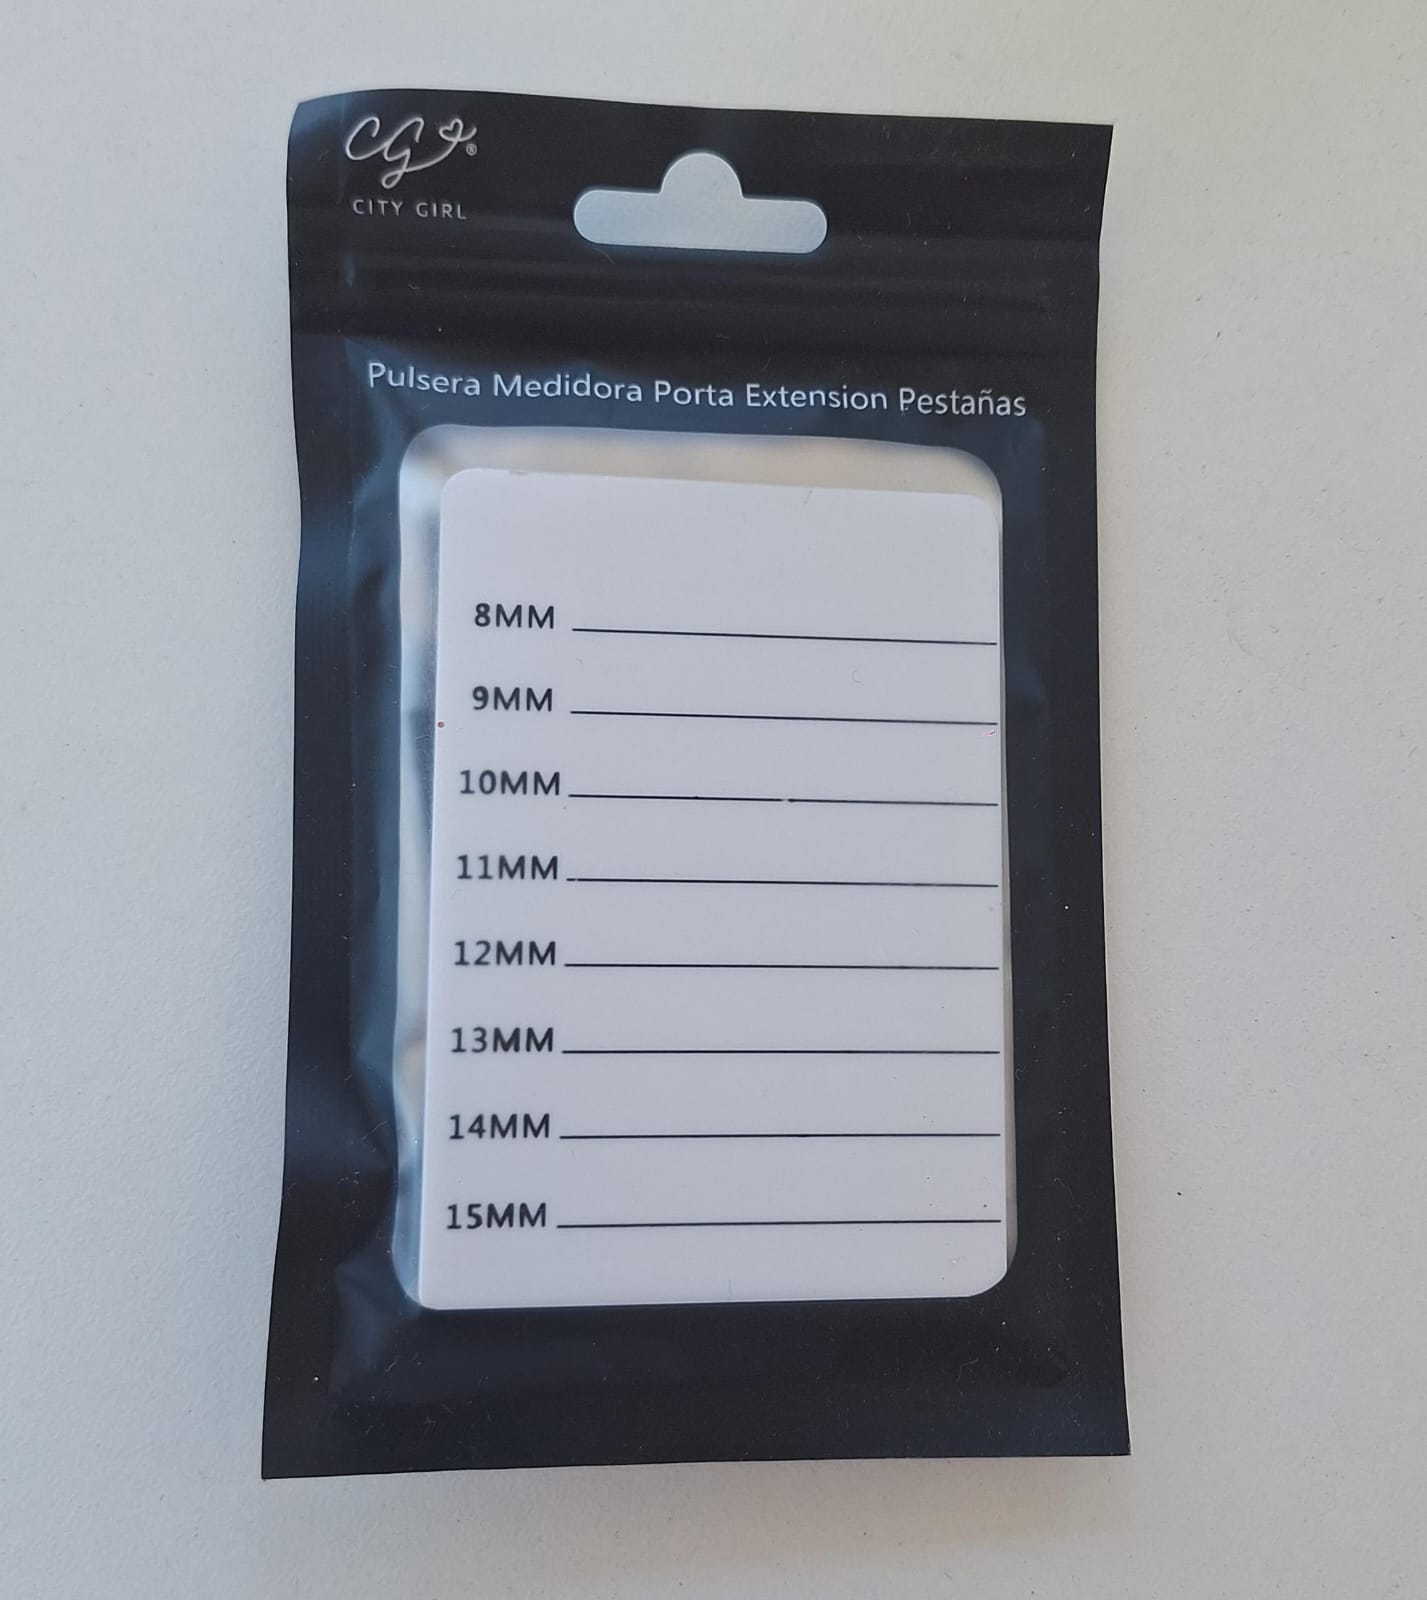 CG®
CITY GIRL
Pulsera Medidora Porta Extension Pestañas
8MM
9MM
10MM
11MM
12MM
13MM
14MM
15MM